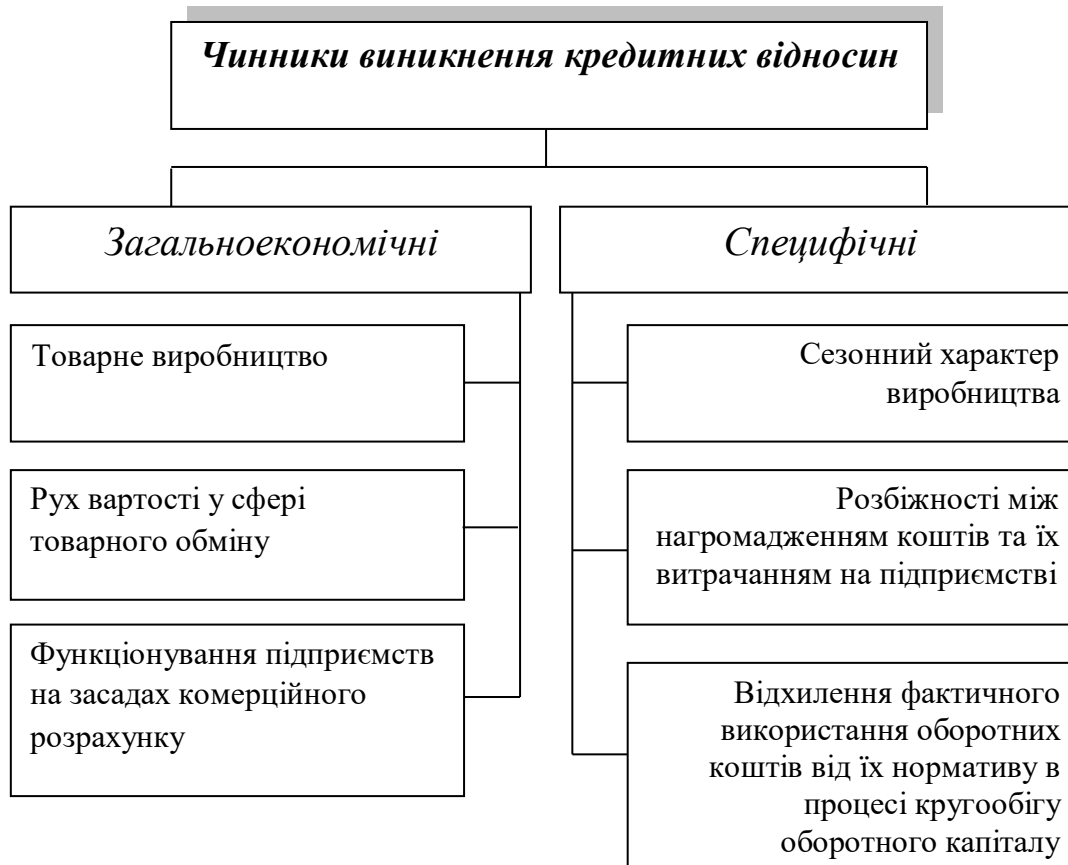 Чинники виникнення кредитних відносин
Загальноекономічні
Товарне виробництво
Рух вартості у сфері
товарного обміну
Функціонування підприємств
на засадах комерційного
розрахунку
Специфічні
Сезонний характер
виробництва
Розбіжності між
нагромадженням коштів та їх
витрачанням на підприємстві
Відхилення фактичного
використання оборотних
коштів від їх нормативу в
процесі кругообігу
оборотного капіталу